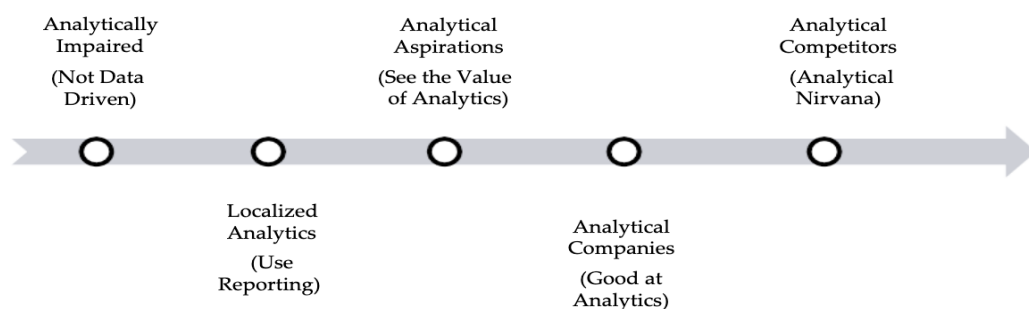 Analytically
Impaired
(Not Data
Driven)
Localized
Analytics
(Use
Reporting)
Analytical
Aspirations
(See the Value
of Analytics)
Analytical
Companies
(Good at
Analytics)
Analytical
Competitors
(Analytical
Nirvana)